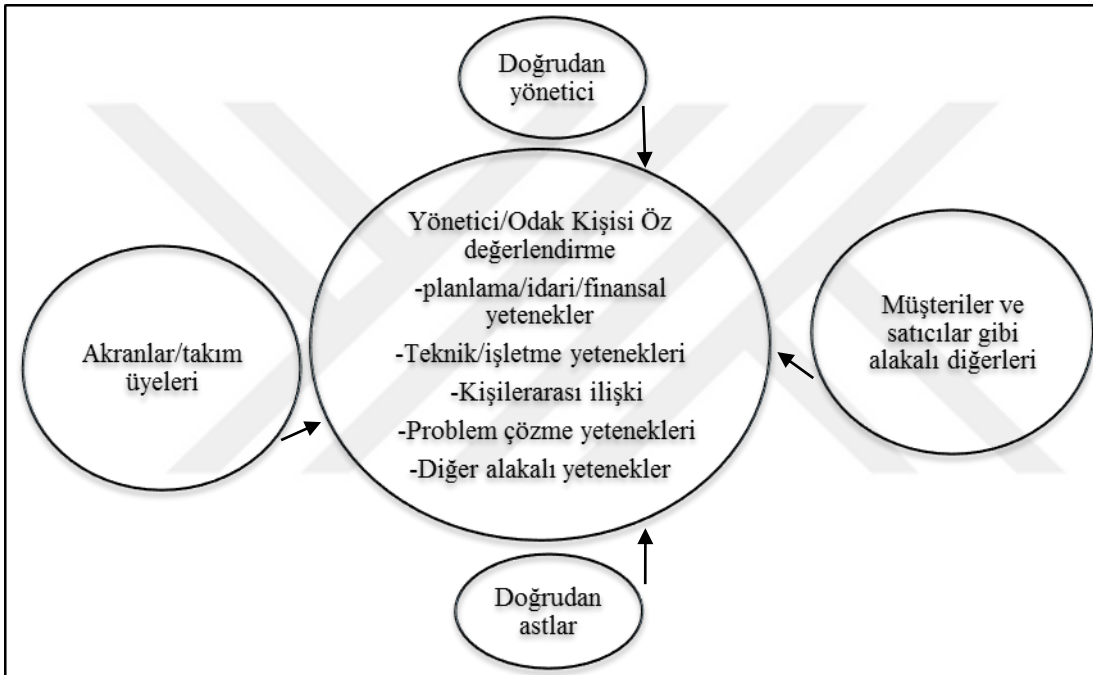 Doğrudan
yönetici
Yönetici/Odak Kişisi Öz
değerlendirme
-planlama/idari/finansal
yetenekler
-Teknik/işletme yetenekleri
-Kişilerarası ilişki
-Problem çözme yetenekleri
-Diğer alakalı yetenekler
Akranlar/takım
üyeleri
Müşteriler ve
satıcılar gibi
alakalı diğerleri
Doğrudan
astlar